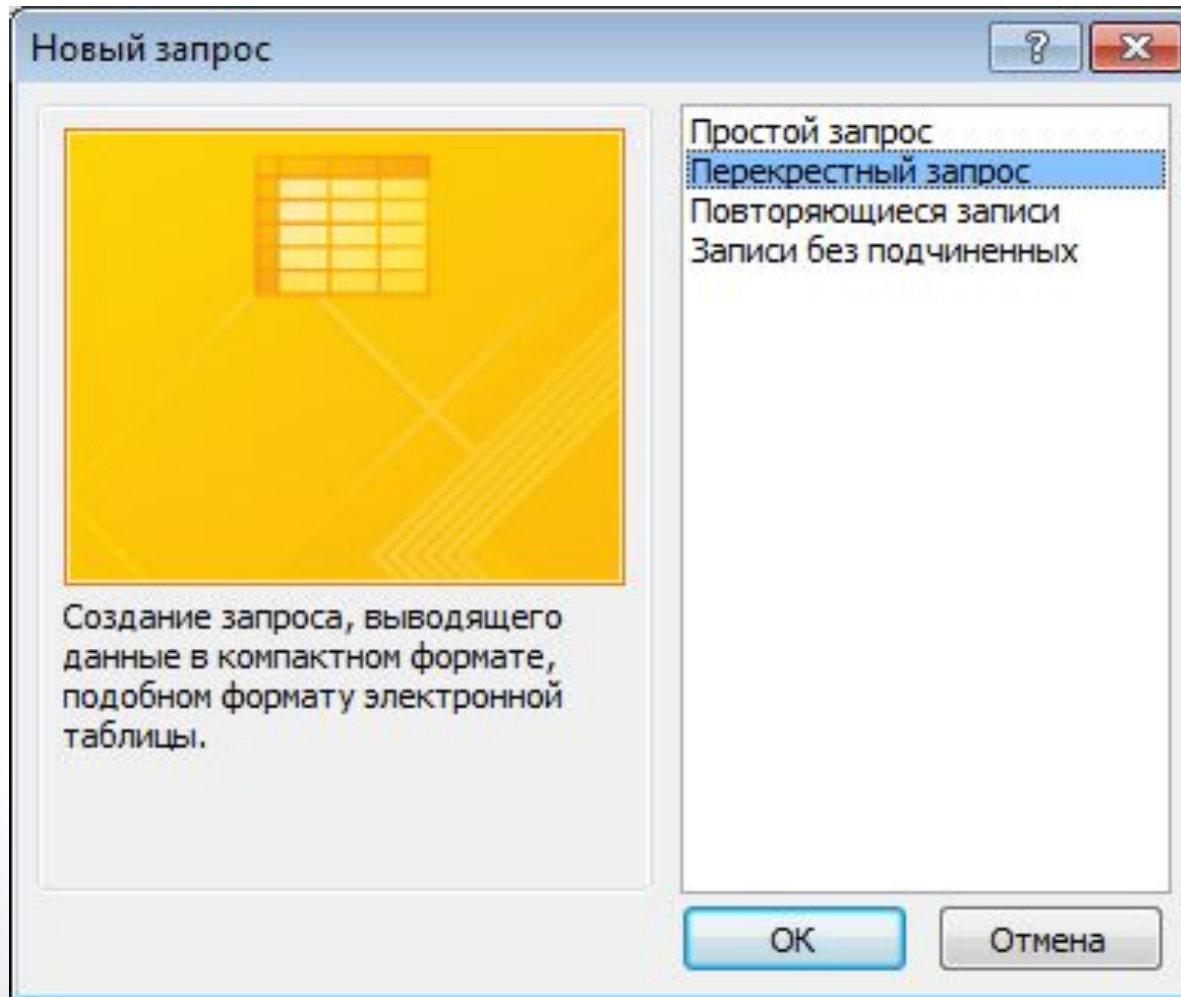 Новый запрос
Простой запрос
Перекрестный запрос
Повторяющиеся записи
Записи без подчиненных
Создание запроса, выводящего
данные в компактном формате,
подобном формату электронной
таблицы.
ОК
Отмена